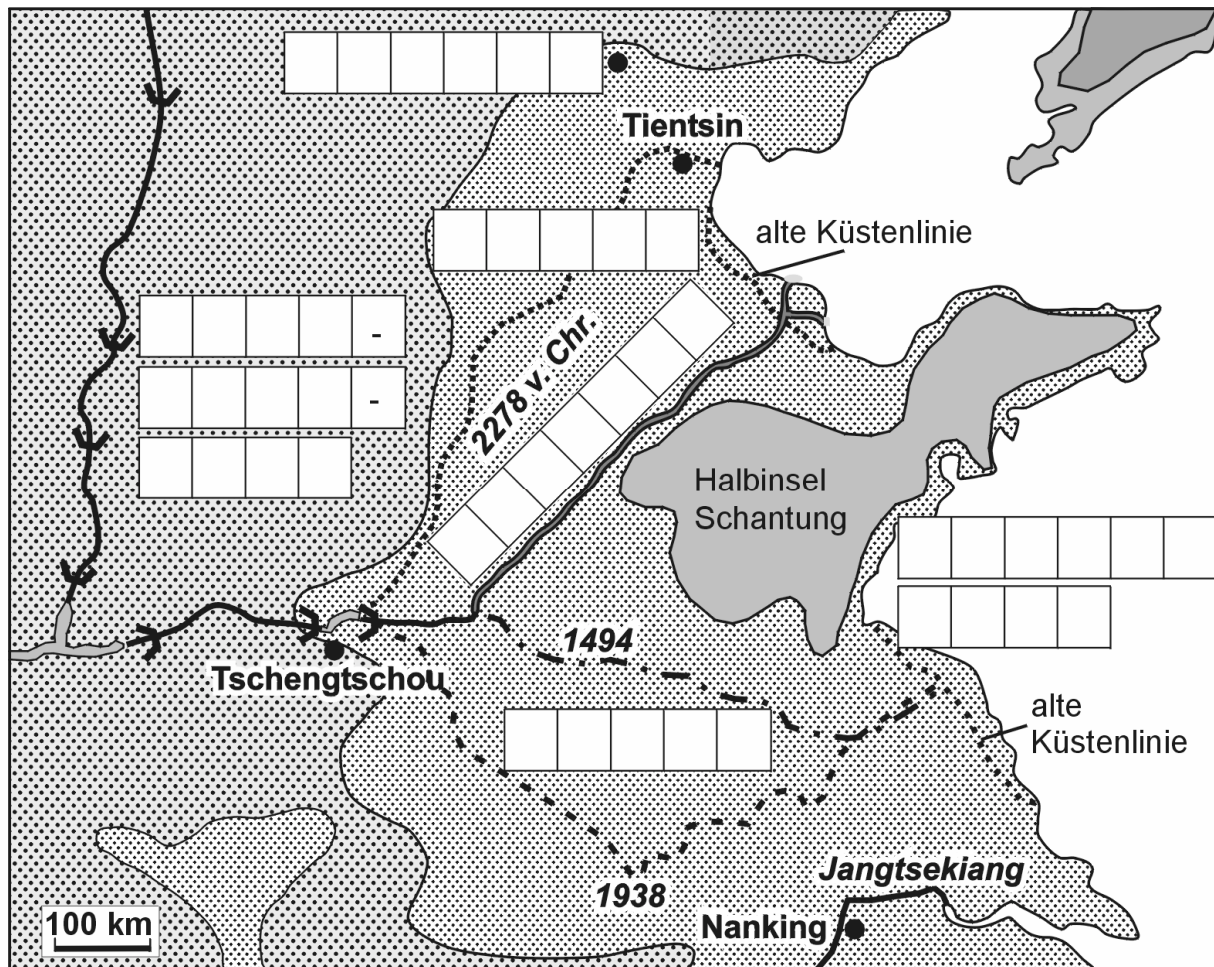 Tientsin
alte Küstenlinie
-
2278 v. Chr.
-
Halbinsel
Schantung
1494
Tschengtschou
alte
Küstenlinie
Jangtsekiang
1938
100 km
Nanking